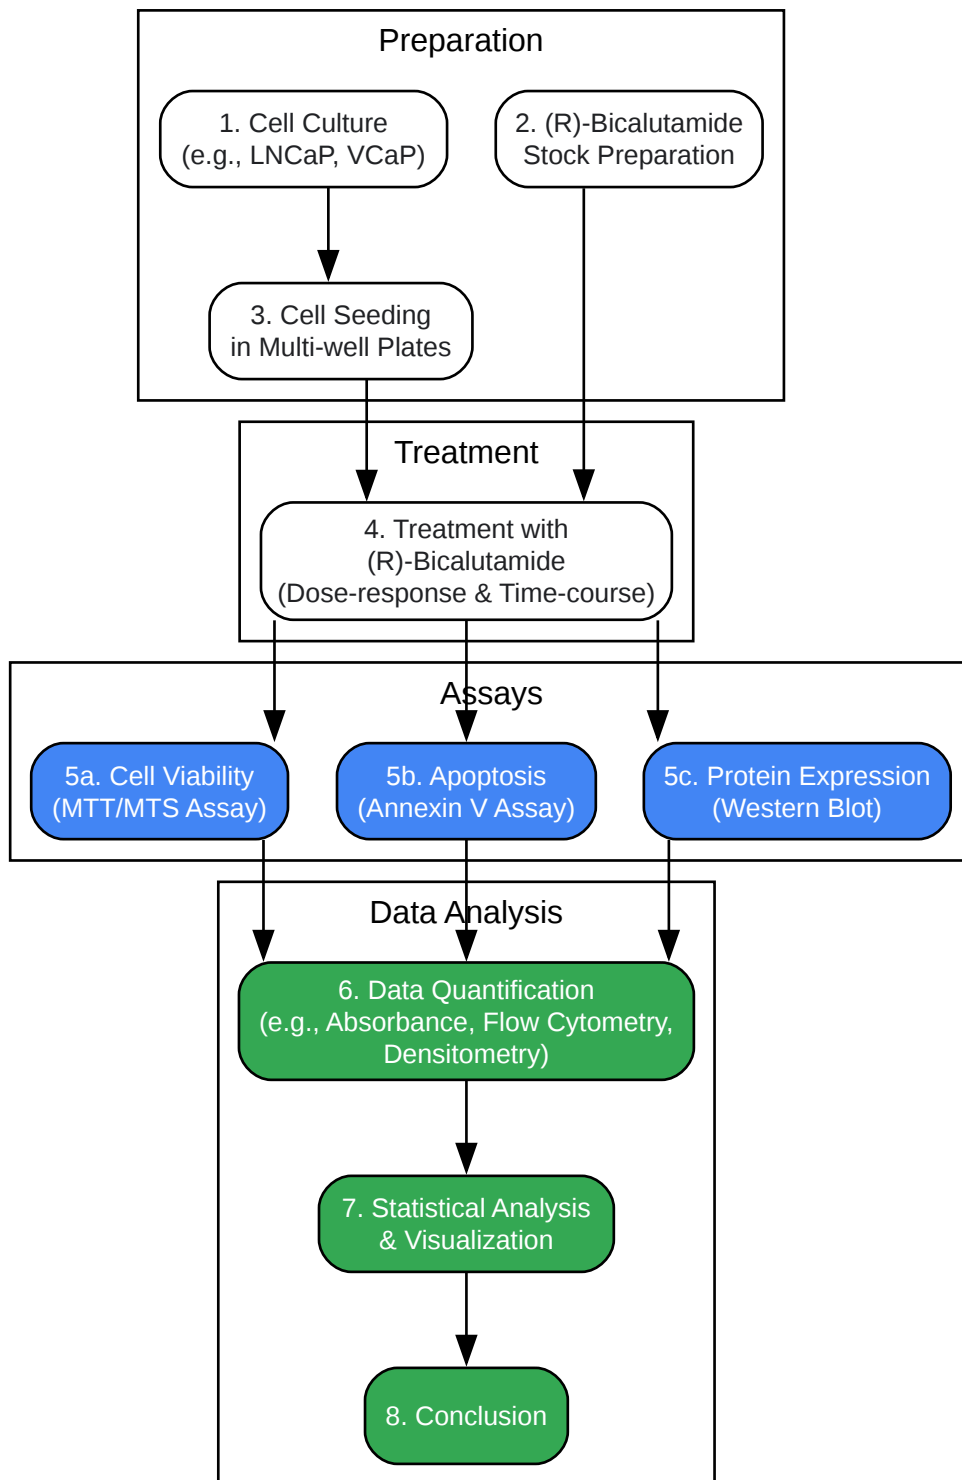 Preparation
1. Cell Culture
(e.g., LNCaP, VCaP)
2. (R)-Bicalutamide
Stock Preparation
3. Cell Seeding
in Multi-well Plates
Treatment
4. Treatment with
(R)-Bicalutamide
(Dose-response & Time-course)
Assays
5a. Cell Viability
(MTT/MTS Assay)
5b. Apoptosis
(Annexin V Assay)
5c. Protein Expression
(Western Blot)
Data Analysis
6. Data Quantification
(e.g., Absorbance, Flow Cytometry,
Densitometry)
7. Statistical Analysis
& Visualization
8. Conclusion